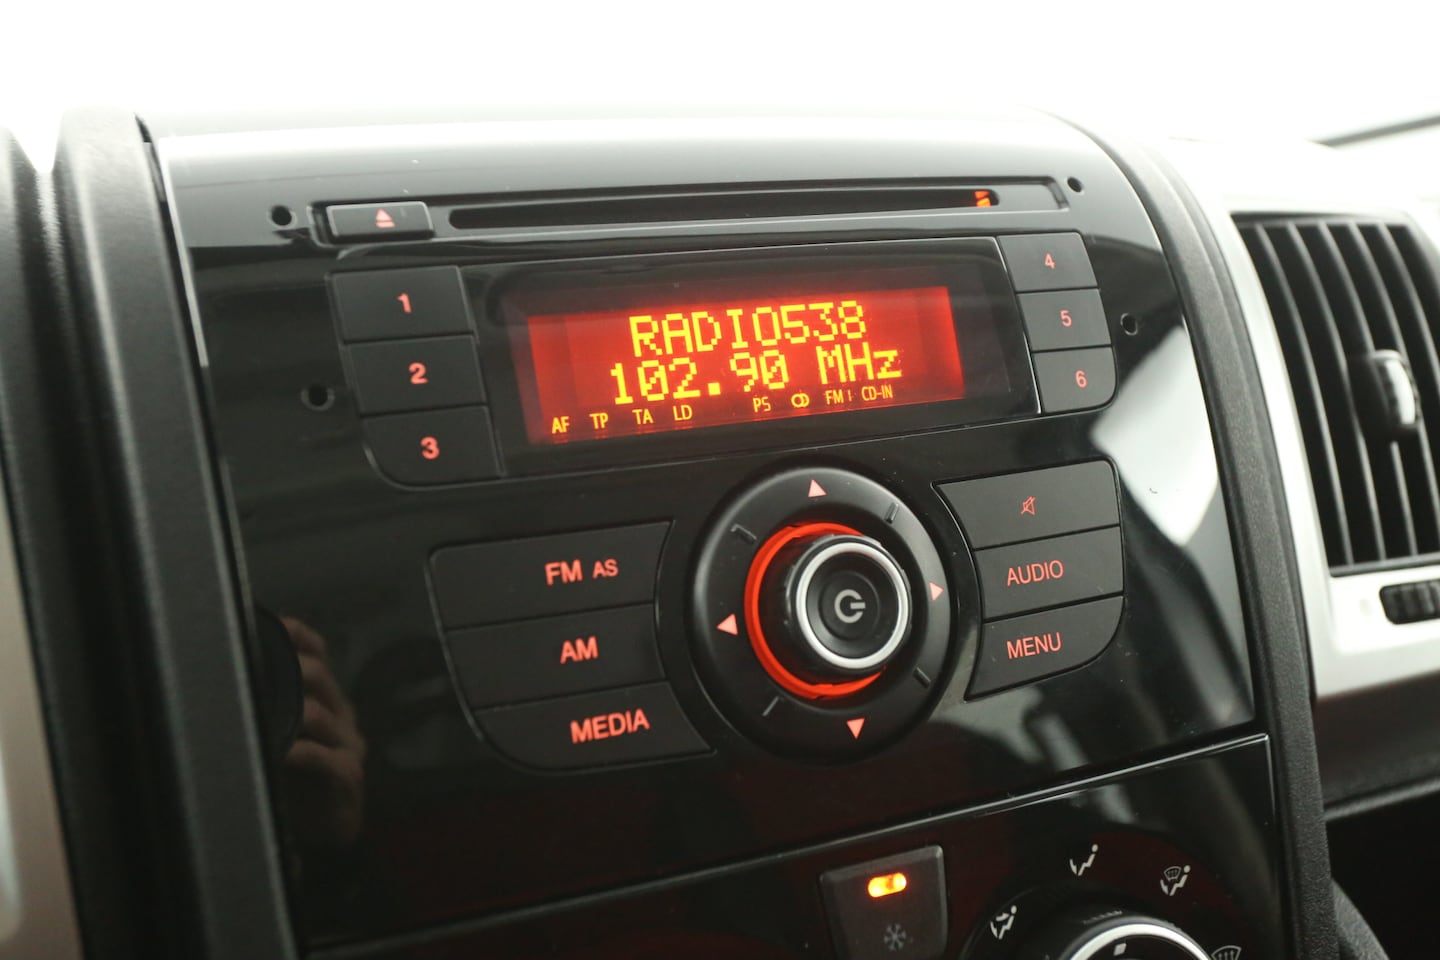 1
2
3
RADIO538
102.90 MHz
AF TP TA LD PS FM1 CD-IN
4
5
6
FM AS
AM
MEDIA
AUDIO
MENU